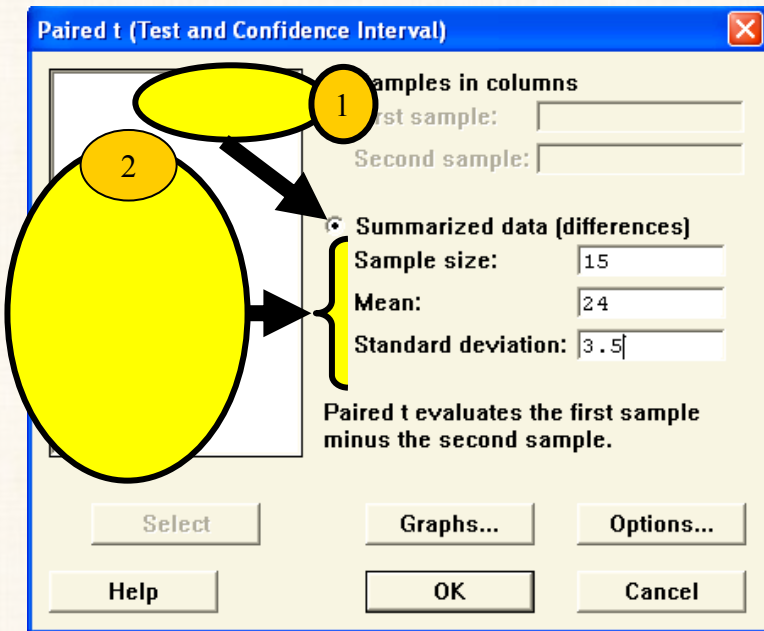 Paired t (Test and Confidence Interval)
1
amples in columns
rst sample:
2
Second sample:
Summarized data (differences)
Sample size: 15
Mean: 24
Standard deviation: 3.5
Paired t evaluates the first sample
minus the second sample.
Select Graphs... Options...
Help OK Cancel